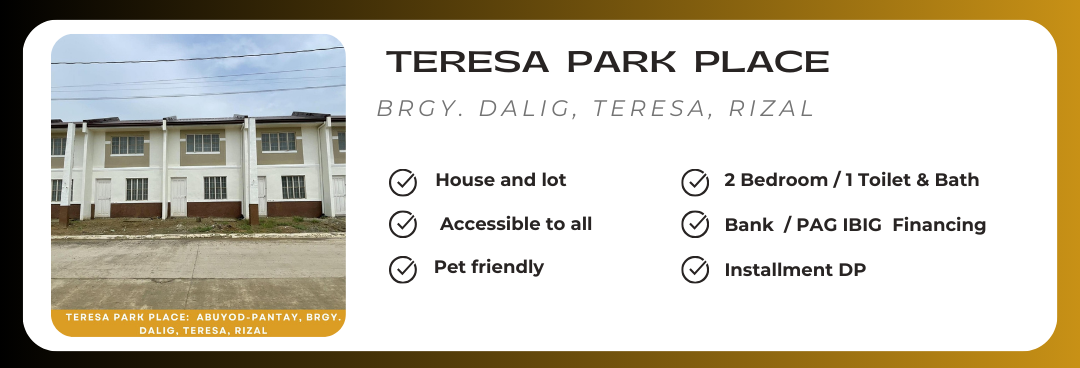 TERESA PARK PLACE
BRGY. DALIG, TERESA, RIZAL
House and lot
Accessible to all
Pet friendly
2 Bedroom / 1 Toilet & Bath
Bank / PAG IBIG Financing
Installment DP
TERESA PARK PLACE: ABUYOD-PANTAY, BRGY.
DALIG, TERESA, RIZAL